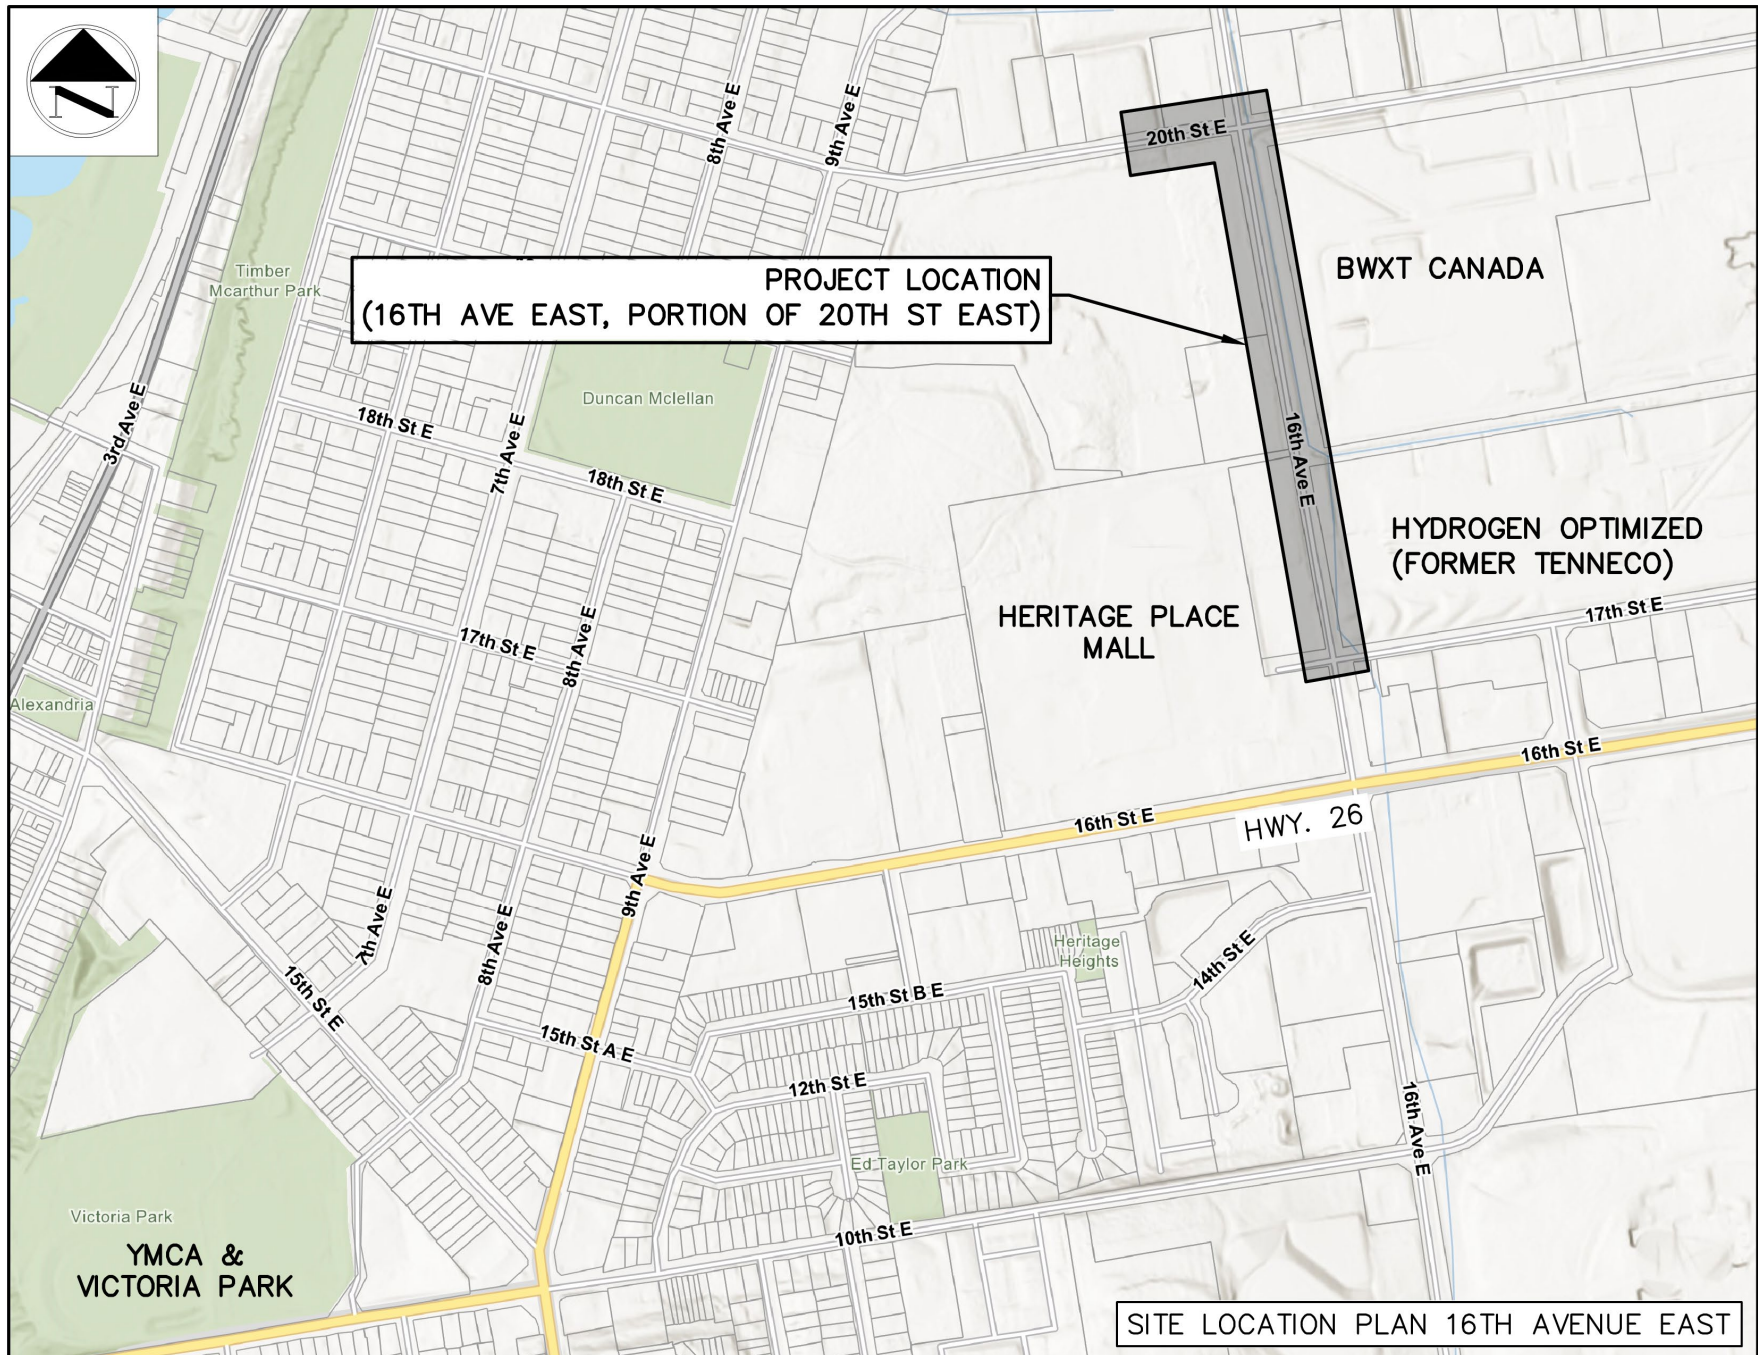 N
8th Ave E
9th Ave E
20th St E
Timber
Mcarthur Park
BWXT CANADA
PROJECT LOCATION
(16TH AVE EAST, PORTION OF 20TH ST EAST)
3rd Ave E
Duncan Mclellan
18th St E
7th Ave E
18th St E
16th Ave E
HYDROGEN OPTIMIZED
(FORMER TENNECO)
HERITAGE PLACE
MALL
17th St E
17th St E
8th Ave E
Alexandria
16th St E
16th St E
HWY. 26
9th Ave E
7th Ave E
8th Ave E
15th St E
Heritage
Heights
14th St E
15th St B E
15th St A E
12th St E
16th Ave E
Ed Taylor Park
10th St E
Victoria Park
YMCA &
VICTORIA PARK
SITE LOCATION PLAN 16TH AVENUE EAST